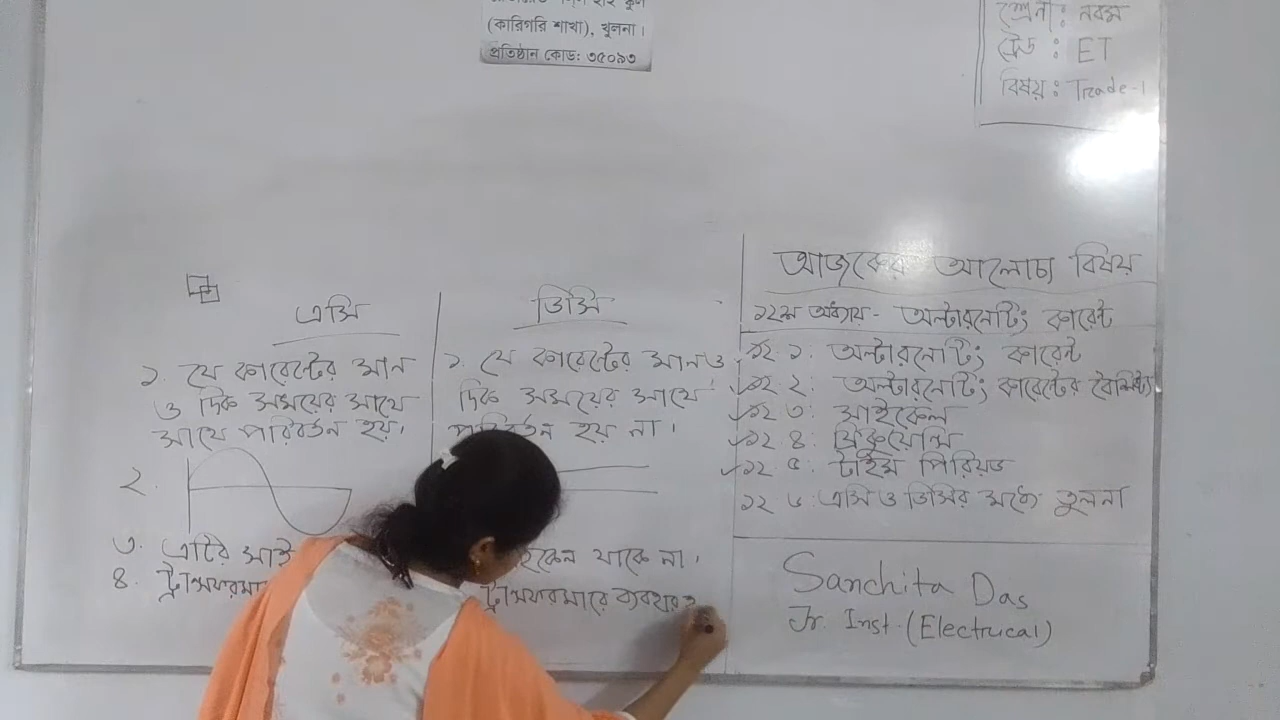 (কারিগরি শাখা), খুলনা।
প্রতিষ্ঠান কোড: ৩৫০৯৩
শ্রেণী: নবম
ট্রেড : ET
বিষয়: Trade-1
এসি
১. যে কারেন্টের মান
ও দিক সময়ের সাথে
সাথে পরিবর্তন হয়।
২.
৩. এটির সাই
৪. ট্রান্সফরমা
ডিসি
১. যে কারেন্টের মান ও
দিক সময়ের সাথে
পরিবর্তন হয় না।
ইকেল থাকে না।
ট্রান্সফরমারে ব্যবহার হ
আজকের আলোচ্য বিষয়
১২শ অধ্যায় - অল্টারনেটিং কারেন্ট
১২.১: অল্টারনেটিং কারেন্ট
১২.২: অল্টারনেটিং কারেন্টের বৈশিষ্ট্য
১২.৩: সাইকেল
১২.৪: ফ্রিকুয়েন্সি
১২.৫: টাইম পিরিয়ড
১২.৬: এসি ও ডিসির মধ্যে তুলনা
Sanchita Das
Jr. Inst. (Electrical)